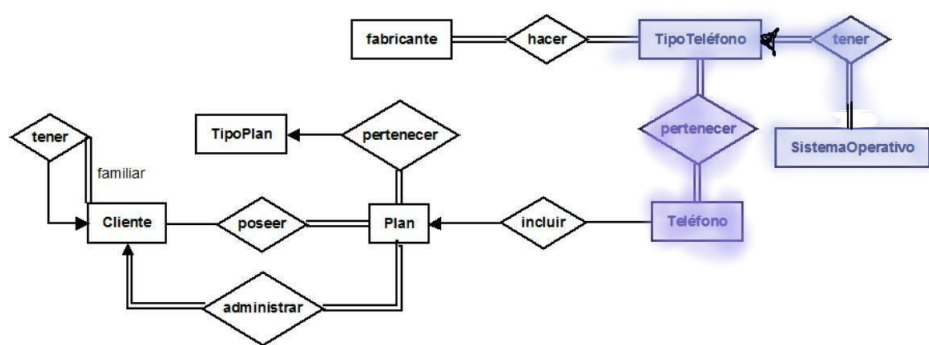 fabricante
hacer
TipoTeléfono
tener
tener
TipoPlan
pertenecer
pertenecer
SistemaOperativo
familiar
Cliente
poseer
Plan
incluir
Teléfono
administrar